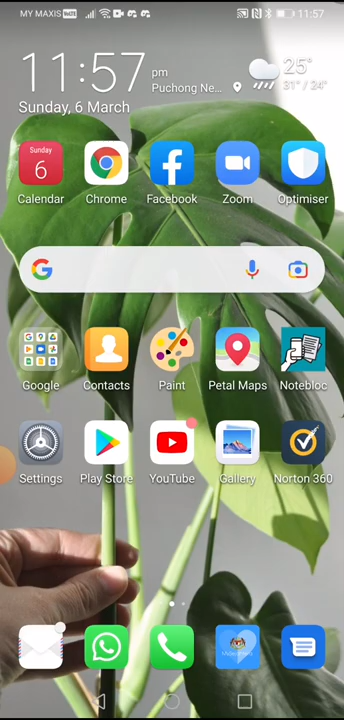 MY MAXIS
11:57
11:57 pm
Puchong Ne...
25°
31° / 24°
Sunday, 6 March
Sunday
6
Calendar Chrome Facebook Zoom Optimiser
Google Contacts Paint Petal Maps Notebloc
Settings Play Store YouTube Gallery Norton 360